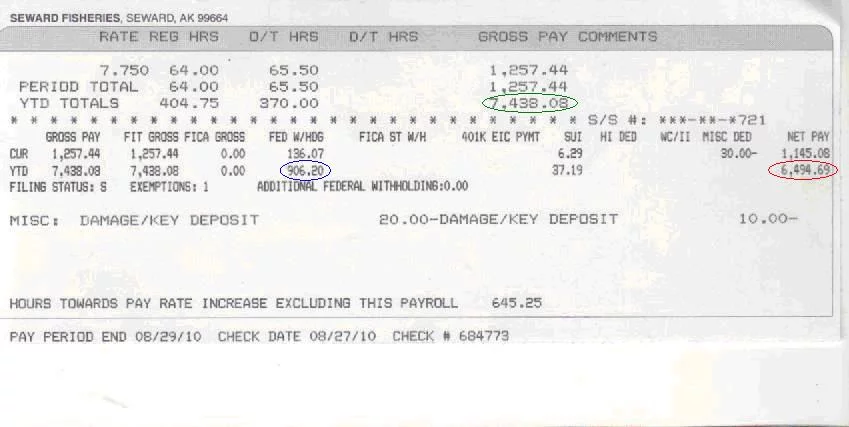 SEWARD FISHERIES, SEWARD, AK 99664
RATE REG HRS O/T HRS D/T HRS GROSS PAY COMMENTS
7.750 64.00 65.50 1,257.44
PERIOD TOTAL 64.00 65.50 1,257.44
YTD TOTALS 404.75 370.00 7,438.08
* * * * * * * * * * * * * * * * * * * * * * * * * * * * * * * S/S #: ***-**-*721
GROSS PAY FIT GROSS FICA GROSS FED W/HDG FICA ST W/H 401K EIC PYMT SUI HI DED WC/II MISC DED NET PAY
CUR 1,257.44 1,257.44 0.00 136.07 6.29 30.00- 1,145.08
YTD 7,438.08 7,438.08 0.00 906.20 37.19 6,494.69
FILING STATUS: S EXEMPTIONS: 1 ADDITIONAL FEDERAL WITHHOLDING:0.00
MISC: DAMAGE/KEY DEPOSIT 20.00-DAMAGE/KEY DEPOSIT 10.00-
HOURS TOWARDS PAY RATE INCREASE EXCLUDING THIS PAYROLL 645.25
PAY PERIOD END 08/29/10 CHECK DATE 08/27/10 CHECK # 684773